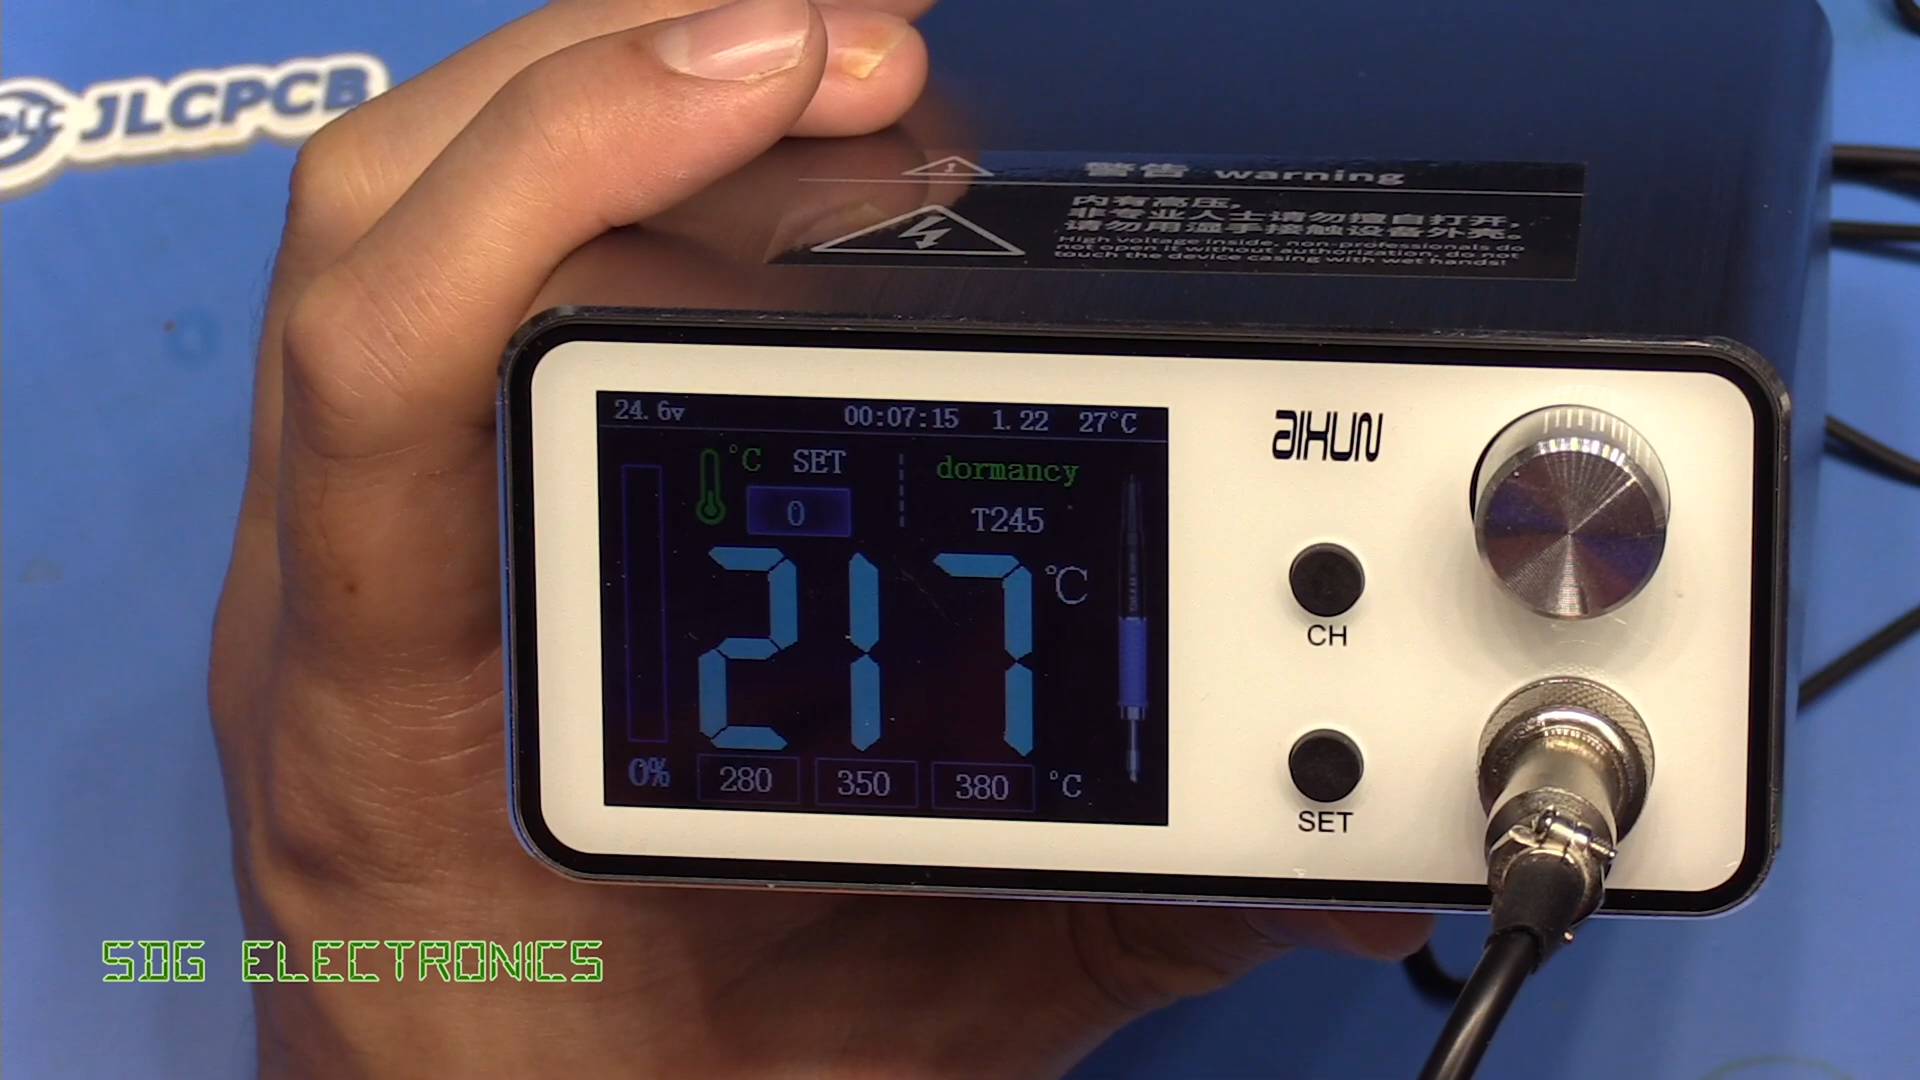 JLC JLCPCB
警告 warning
内有高压,
非专业人士请勿擅自打开,
请勿用湿手接触设备外壳。
High voltage inside, non-professionals do
not open it without authorization, do not
touch the device casing with wet hands!
24.6v 00:07:15 1.22 27°C
°C SET dormancy
0 T245
217 °C
0% 280 350 380 °C
AIXUN
CH
SET
SDG ELECTRONICS